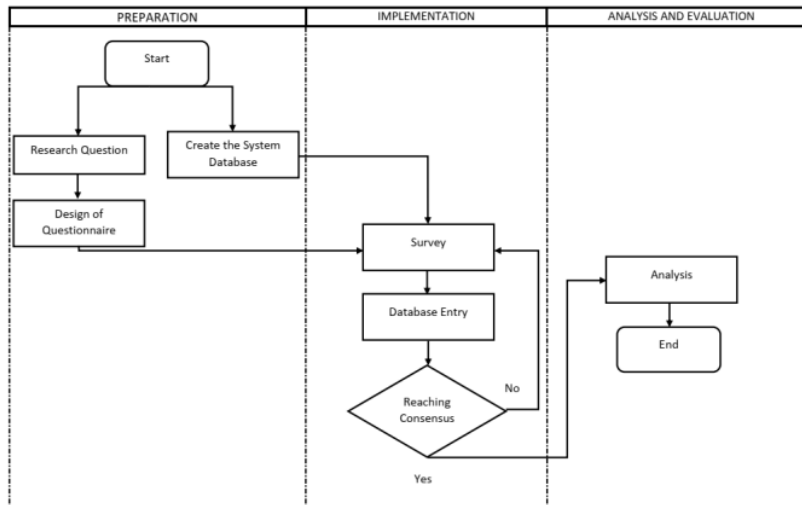 PREPARATION
IMPLEMENTATION
ANALYSIS AND EVALUATION
Start
Research Question
Create the System
Database
Design of
Questionnaire
Survey
Analysis
Database Entry
End
No
Reaching
Consensus
Yes